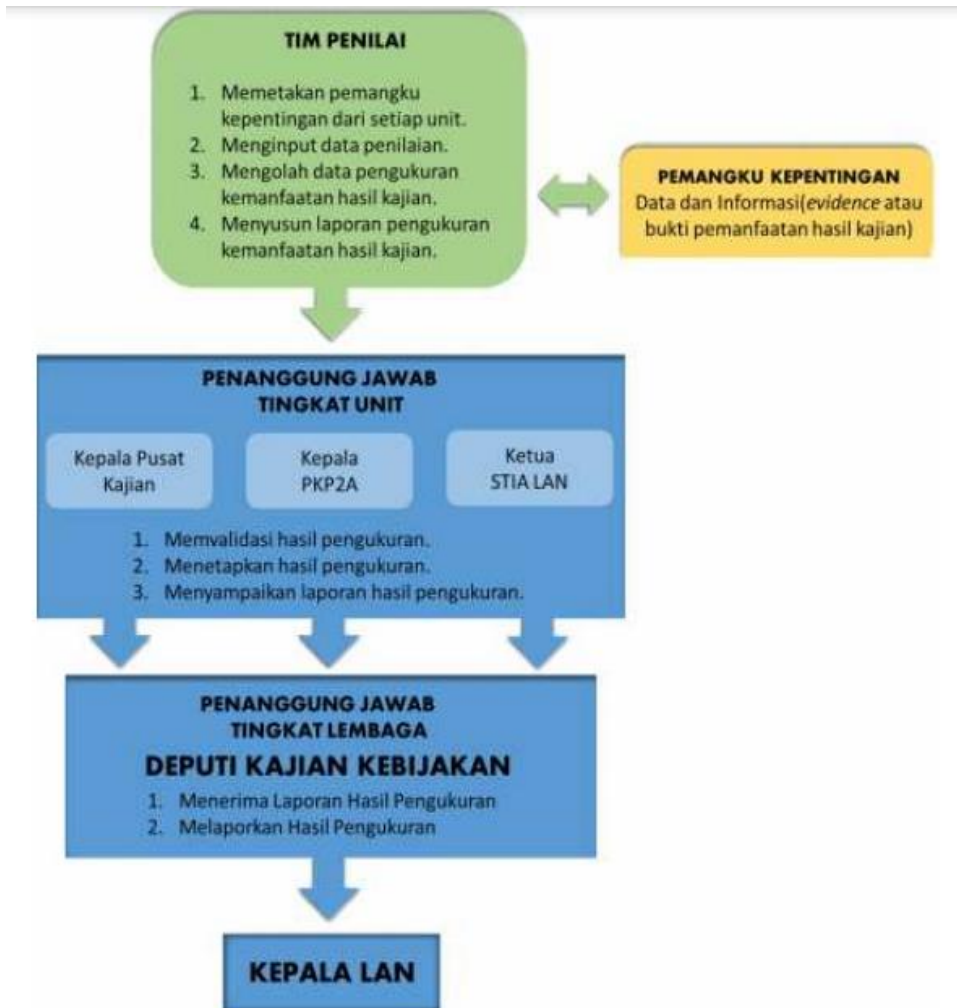 TIM PENILAI
1. Memetakan pemangku
kepentingan dari setiap unit.
2. Menginput data penilaian.
3. Mengolah data pengukuran
kemanfaatan hasil kajian.
4. Menyusun laporan pengukuran
kemanfaatan hasil kajian.
PEMANGKU KEPENTINGAN
Data dan Informasi(evidence atau
bukti pemanfaatan hasil kajian)
PENANGGUNG JAWAB
TINGKAT UNIT
Kepala Pusat
Kajian
Kepala
PKP2A
Ketua
STIA LAN
1. Memvalidasi hasil pengukuran.
2. Menetapkan hasil pengukuran.
3. Menyampaikan laporan hasil pengukuran.
PENANGGUNG JAWAB
TINGKAT LEMBAGA
DEPUTI KAJIAN KEBIJAKAN
1. Menerima Laporan Hasil Pengukuran
2. Melaporkan Hasil Pengukuran
KEPALA LAN